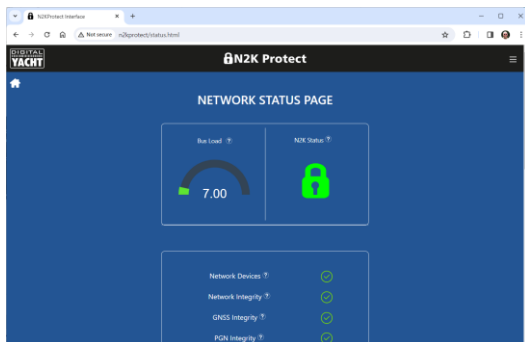 N2KProtect Interface
Not secure n2kprotect/status.html
DIGITAL
YACHT
N2K Protect
NETWORK STATUS PAGE
Bus Load ?
N2K Status ?
7.00
Network Devices ?
Network Integrity ?
GNSS Integrity ?
PGN Integrity ?